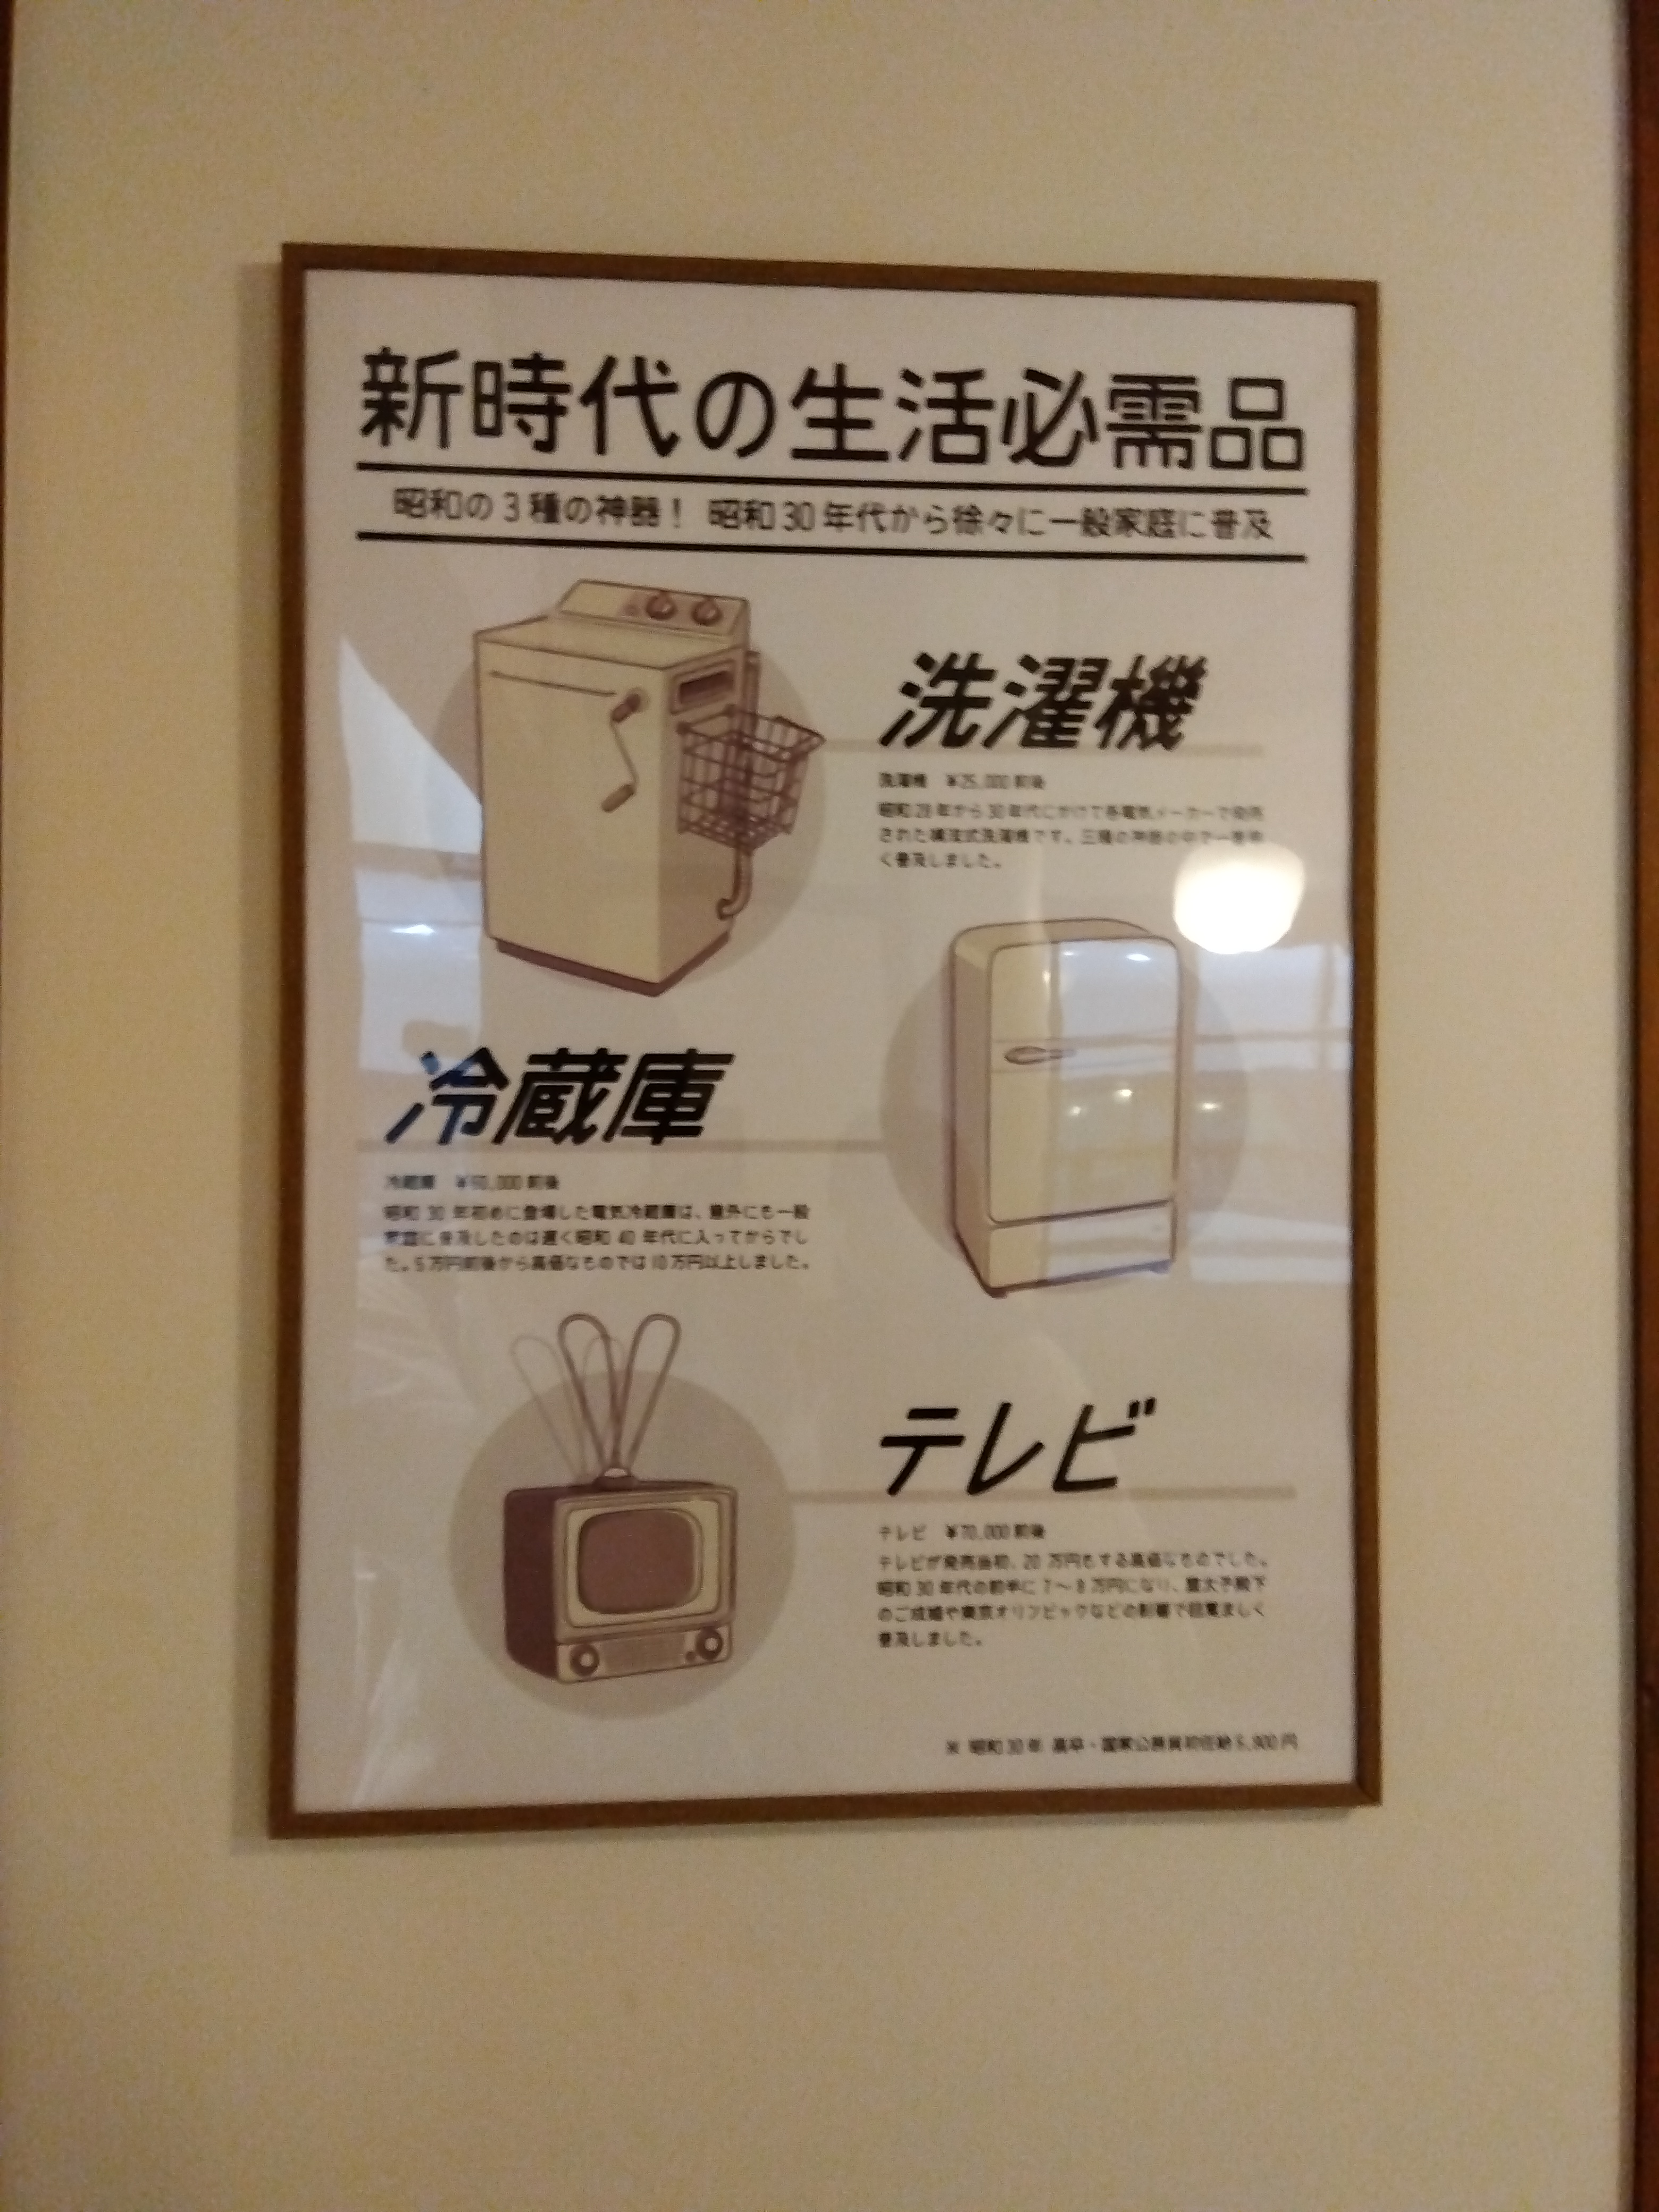 新時代の生活必需品
昭和の3種の神器! 昭和30年代から徐々に一般家庭に普及
洗濯機
洗濯機 ¥25,000前後
昭和28年から30年代にかけて各電気メーカーで発売
された噴流式洗濯機です。三種の神器の中で一番早
く普及しました。
冷蔵庫
冷蔵庫 前後
昭和 30 年初めに登場した電気冷蔵庫は、意外にも一般
家庭に普及したのは遅く昭和 40 年代に入ってからでし
た。5万円前後から高価なものでは10万円以上しました。
テレビ
テレビ ¥70,000前後
テレビが発売当初、20 万円もする高価なものでした。
昭和 30 年代の前半に 7〜8 万円になり、皇太子殿下
のご成婚や東京オリンピックなどの影響で目覚ましく
普及しました。
※ 昭和30年 高卒・国家公務員初任給5,900円